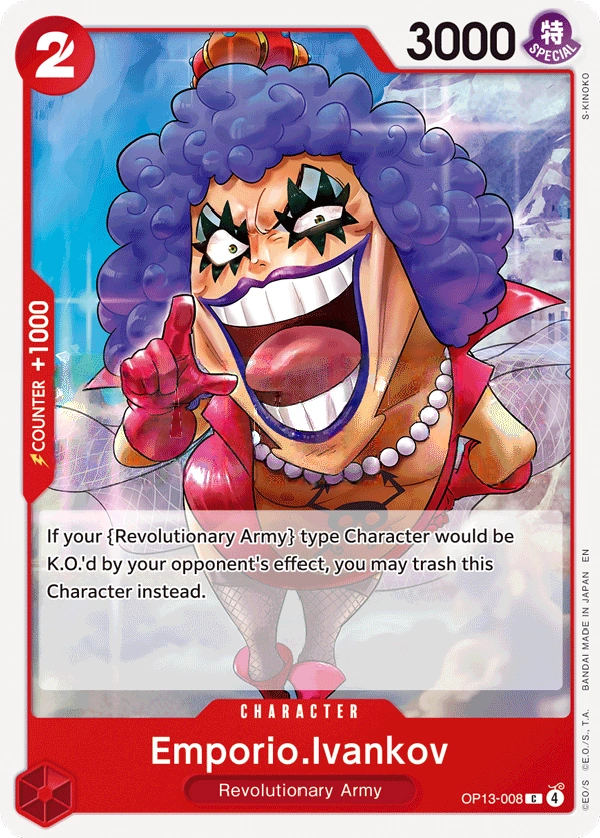 2
3000
特
SPECIAL
S-KINOKO
COUNTER +1000
If your {Revolutionary Army} type Character would be
K.O.'d by your opponent's effect, you may trash this
Character instead.
CHARACTER
Emporio.Ivankov
Revolutionary Army
OP13-008 C 4
©E.O/S ©E.O./S., T.A. BANDAI MADE IN JAPAN EN